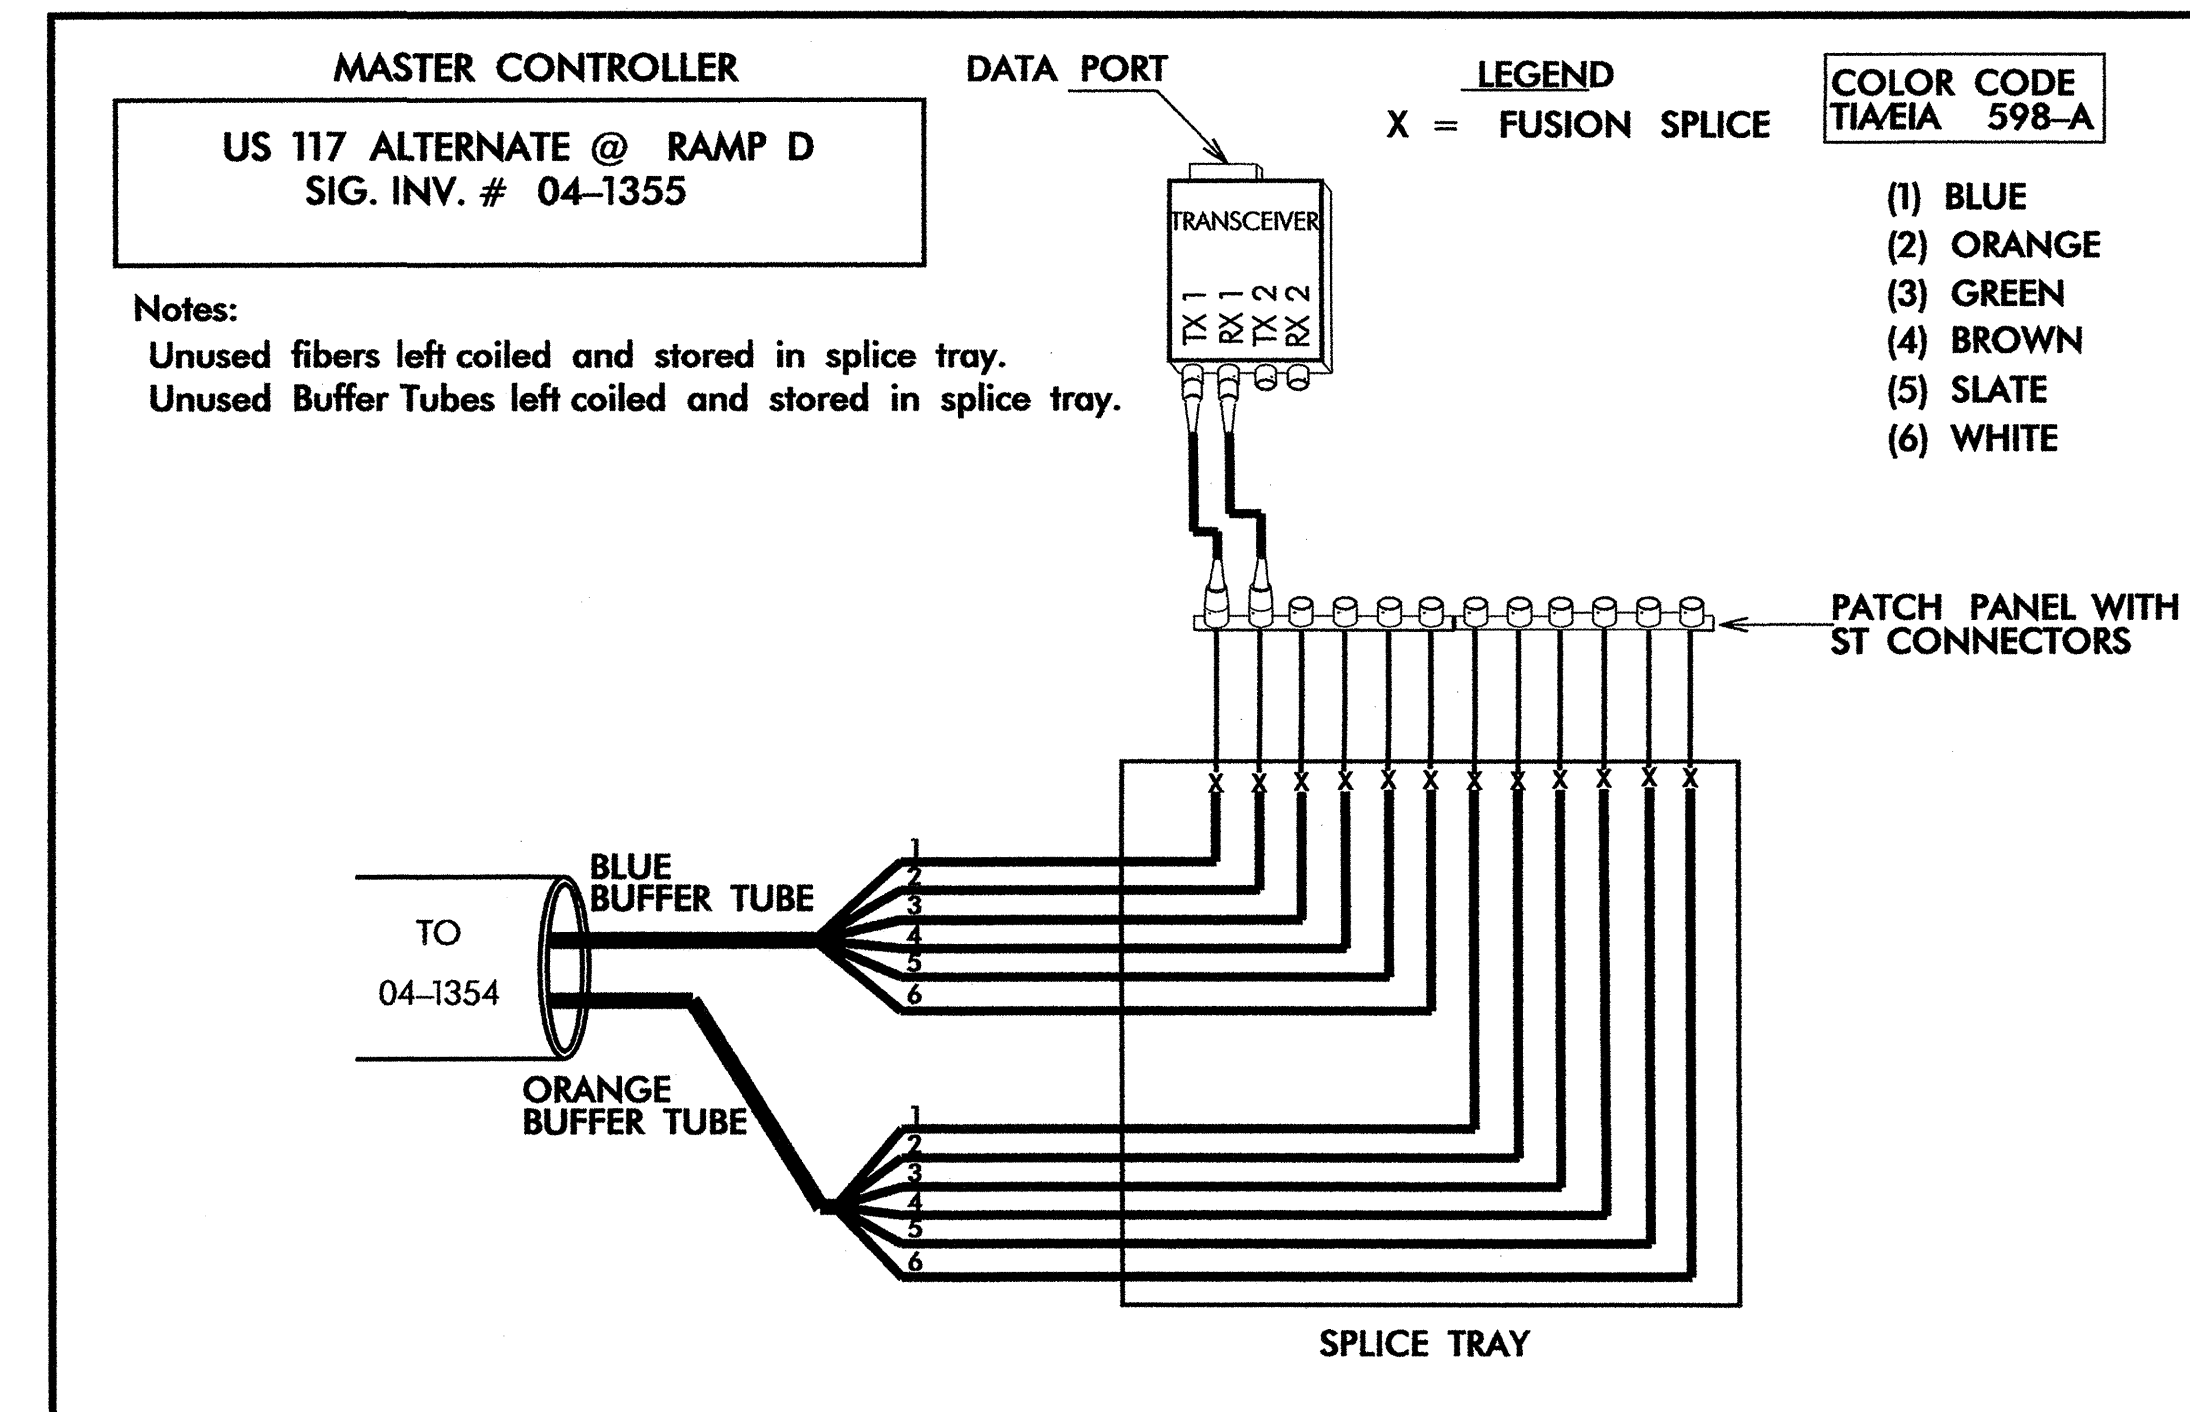 MASTER CONTROLLER
US 117 ALTERNATE @ RAMP D
SIG. INV. # 04-1355
Notes:
Unused fibers left coiled and stored in splice tray.
Unused Buffer Tubes left coiled and stored in splice tray.
DATA PORT
LEGEND
X = FUSION SPLICE
COLOR CODE
TIA/EIA 598-A
(1) BLUE
(2) ORANGE
(3) GREEN
(4) BROWN
(5) SLATE
(6) WHITE
TRANSCEIVER
TX 1
RX 1
TX 2
RX 2
PATCH PANEL WITH
ST CONNECTORS
X X X X X X X X X X X X
BLUE
BUFFER TUBE
1
2
3
4
5
6
TO
04-1354
ORANGE
BUFFER TUBE
1
2
3
4
5
6
SPLICE TRAY